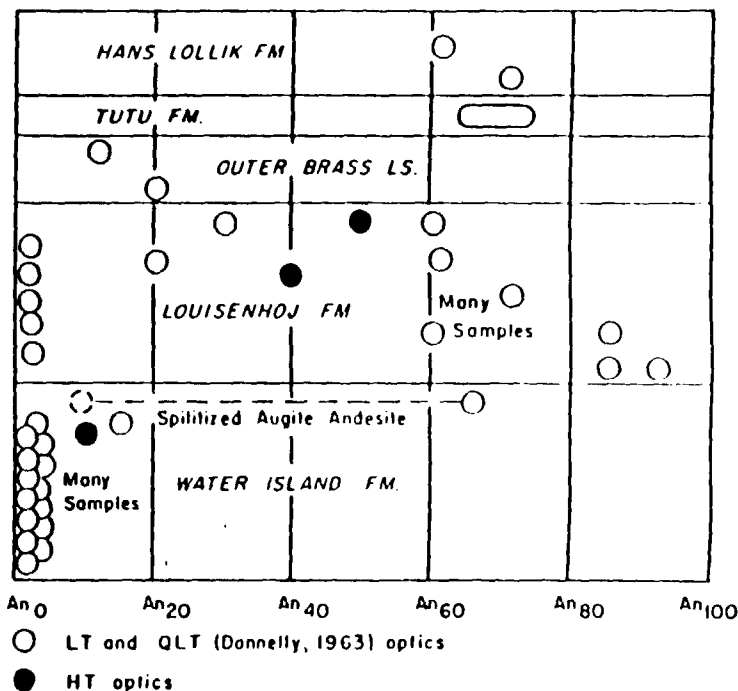 HANS LOLLIK FM
TUTU FM.
OUTER BRASS LS.
LOUISENHOJ FM
Many
Samples
Spilitized Augite Andesite
WATER ISLAND FM.
Many
Samples
An0 An20 An40 An60 An80 An100
LT and QLT (Donnelly, 1963) optics
HT optics